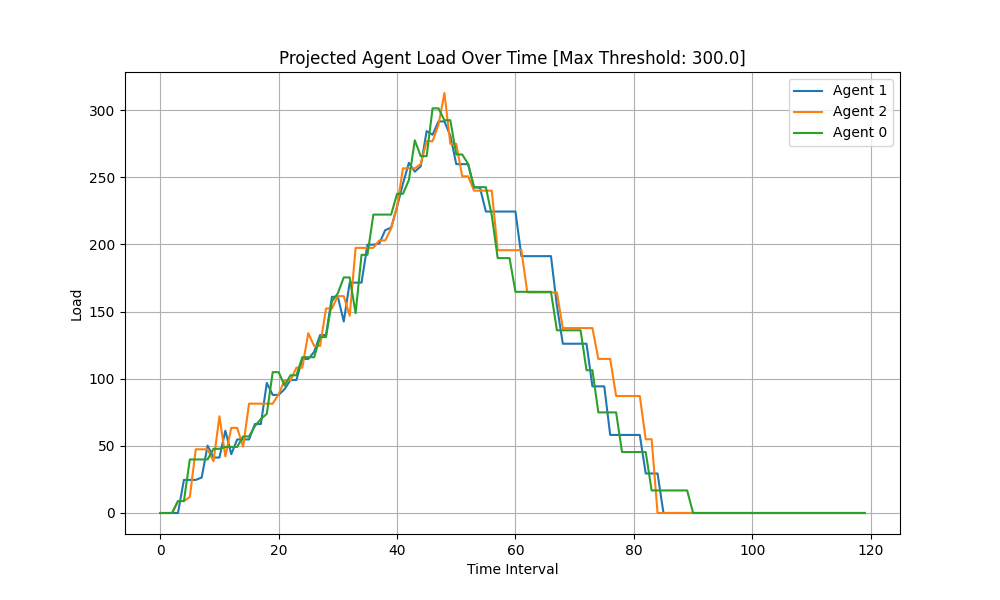 Projected Agent Load Over Time [Max Threshold: 300.0]
Agent 1
Agent 2
Agent 0
Load
300
250
200
150
100
50
0
0 20 40 60 80 100 120
Time Interval